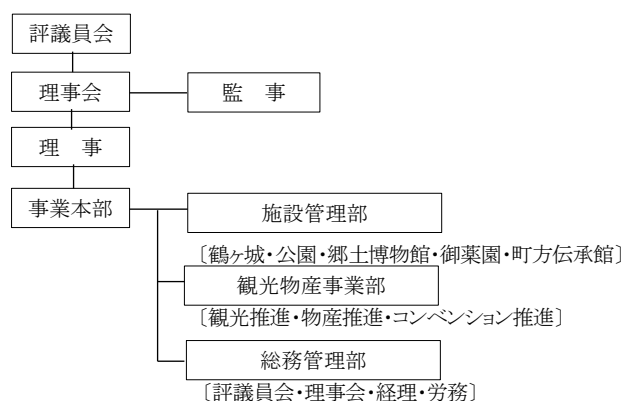 評議員会
理事会
監　事
理　事
事業本部
施設管理部
〔鶴ヶ城・公園・郷土博物館・御薬園・町方伝承館〕
観光物産事業部
〔観光推進・物産推進・コンベンション推進〕
総務管理部
〔評議員会・理事会・経理・労務〕